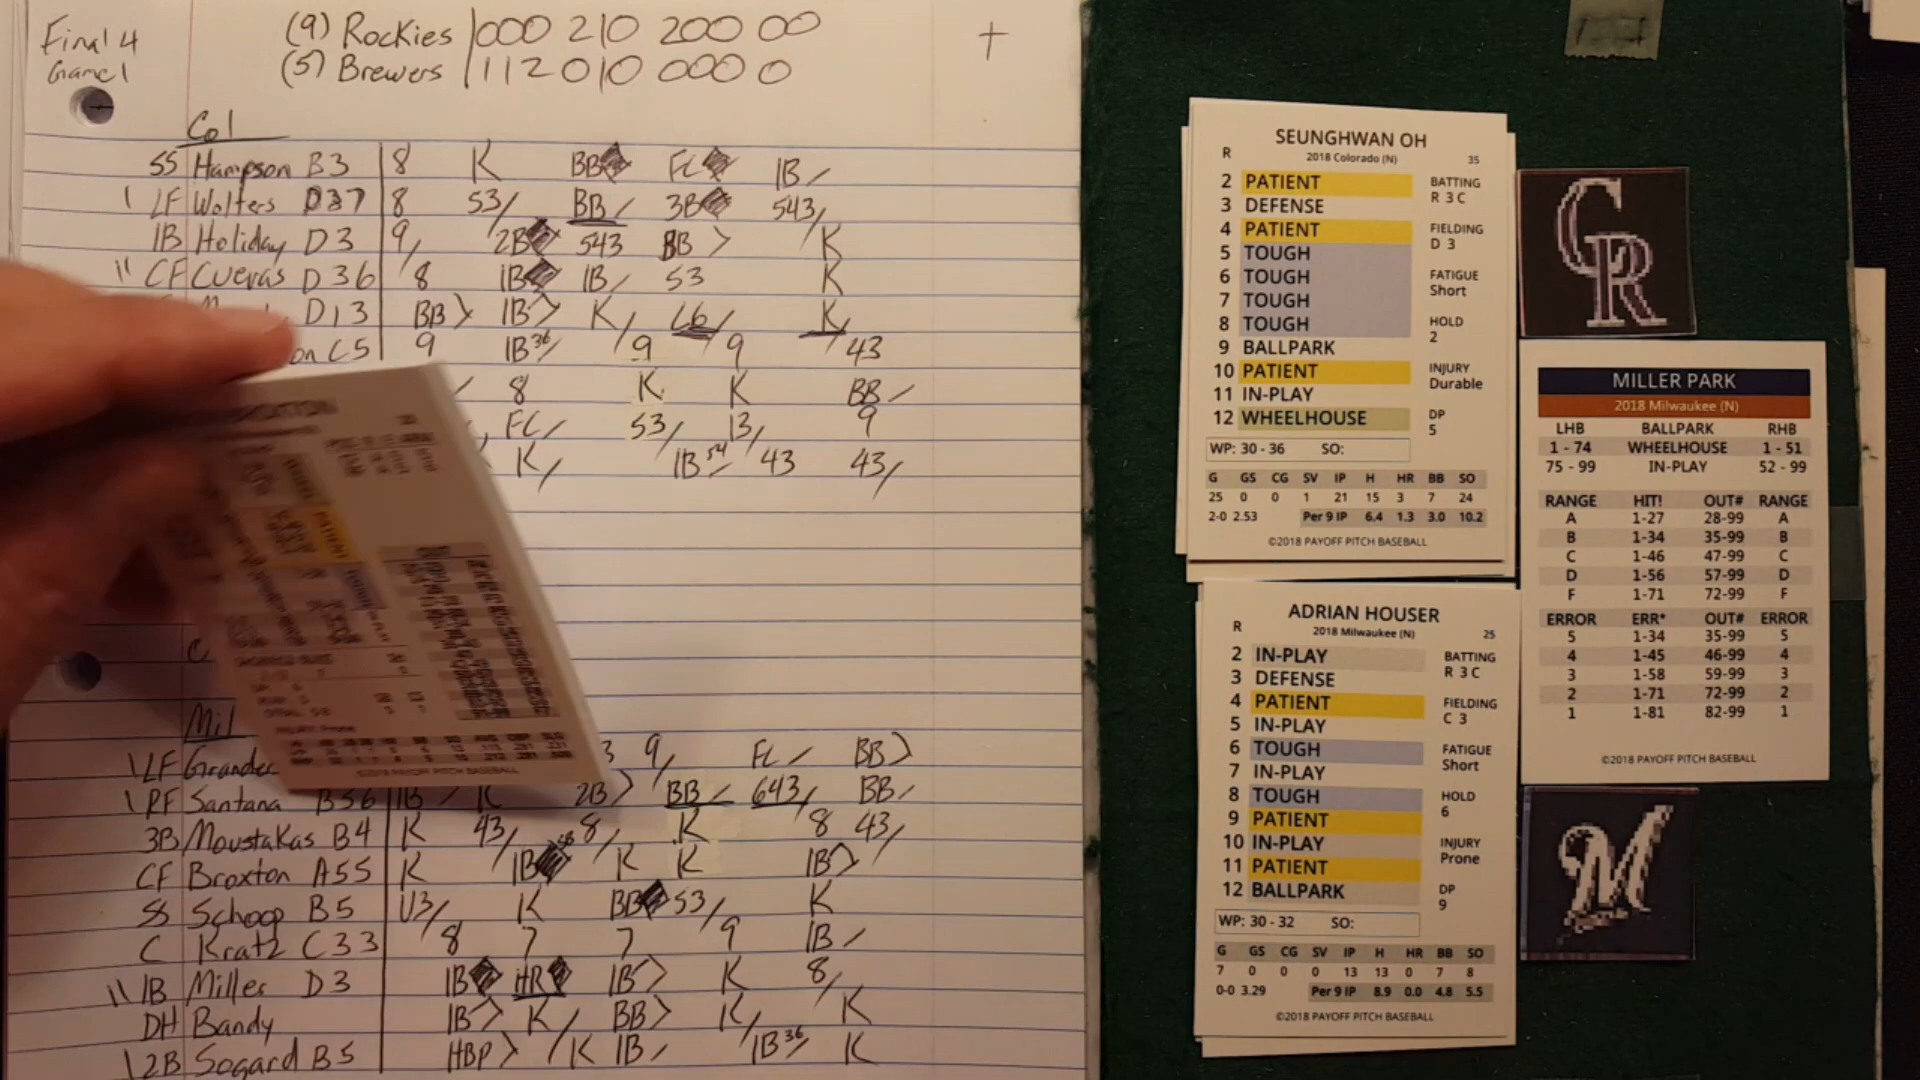 Final 4
Game 1
(9) Rockies 000 210 200 00
(5) Brewers 112 010 000 0
Col
SS Hampson B3 8 K BB FC 1B
LF Wolters D37 8 53 BB 3B 543
1B Holiday D3 9 2B 543 BB K
CF Cuevas D36 8 1B 1B 53 K
D13 BB 1B K L6 K
on C5 9 1B 36 9 9 43
8 K K BB
FC 53 13 9
K 1B 54 43 43
Mil
LF Grander 3 9 FC BB
RF Santana B56 1B K 2B BB 643 BB
3B Moustakas B4 K 43 8 K 8 43
CF Broxton A55 K 1B K K 1B
SS Schoop B5 U3 K BB 53 K
C Kratz C33 8 7 7 9 1B
1B Miller D3 1B HR 1B K 8
DH Bandy 1B K BB K K
2B Sogard B5 HBP K 1B 1B 36 K
©2018 PAYOFF PITCH BASEBALL
SEUNGHWAN OH
2018 Colorado (N) 35
R
2 PATIENT
3 DEFENSE
4 PATIENT
5 TOUGH
6 TOUGH
7 TOUGH
8 TOUGH
9 BALLPARK
10 PATIENT
11 IN-PLAY
12 WHEELHOUSE
BATTING
R 3 C
FIELDING
D 3
FATIGUE
Short
HOLD
2
INJURY
Durable
DP
5
WP: 30 - 36 SO:
G GS CG SV IP H HR BB SO
25 0 0 1 21 15 3 7 24
2-0 2.53 Per 9 IP 6.4 1.3 3.0 10.2
©2018 PAYOFF PITCH BASEBALL
CR
MILLER PARK
2018 Milwaukee (N)
LHB BALLPARK RHB
1 - 74 WHEELHOUSE 1 - 51
75 - 99 IN-PLAY 52 - 99
RANGE HIT! OUT# RANGE
A 1-27 28-99 A
B 1-34 35-99 B
C 1-46 47-99 C
D 1-56 57-99 D
F 1-71 72-99 F
ERROR ERR* OUT# ERROR
5 1-34 35-99 5
4 1-45 46-99 4
3 1-58 59-99 3
2 1-71 72-99 2
1 1-81 82-99 1
©2018 PAYOFF PITCH BASEBALL
ADRIAN HOUSER
2018 Milwaukee (N) 25
R
2 IN-PLAY
3 DEFENSE
4 PATIENT
5 IN-PLAY
6 TOUGH
7 IN-PLAY
8 TOUGH
9 PATIENT
10 IN-PLAY
11 PATIENT
12 BALLPARK
BATTING
R 3 C
FIELDING
C 3
FATIGUE
Short
HOLD
6
INJURY
Prone
DP
9
WP: 30 - 32 SO:
G GS CG SV IP H HR BB SO
7 0 0 0 13 13 0 7 8
0-0 3.29 Per 9 IP 8.9 0.0 4.8 5.5
©2018 PAYOFF PITCH BASEBALL
M